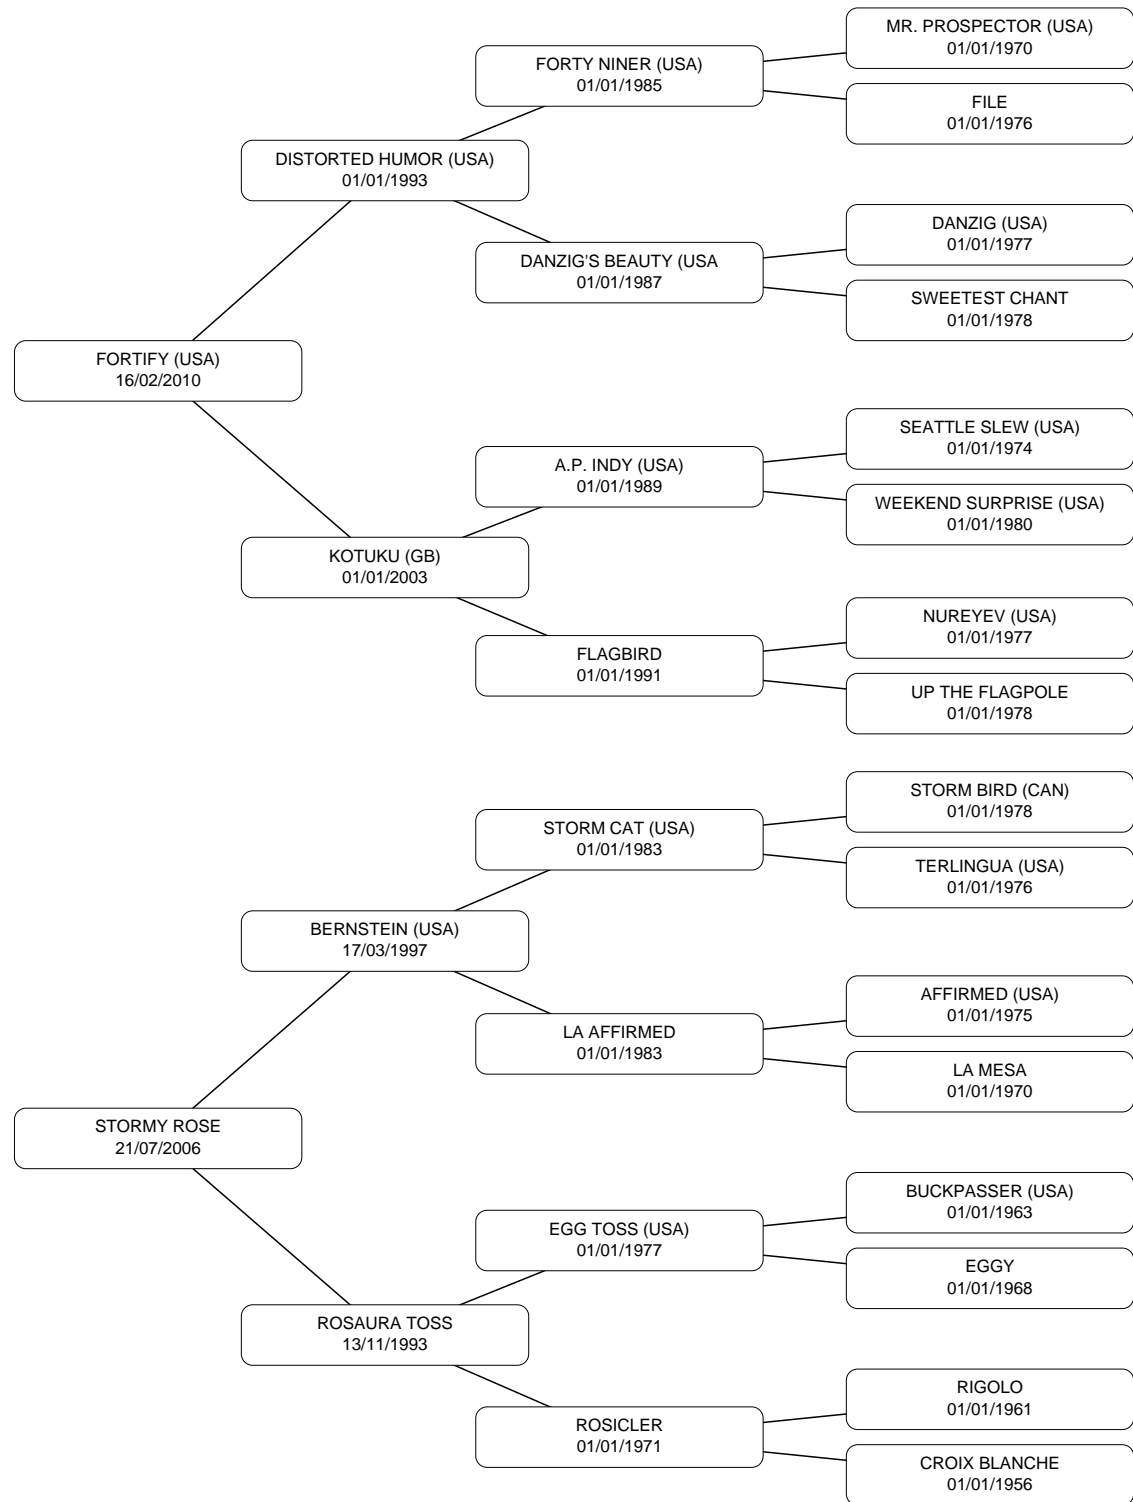 MR. PROSPECTOR (USA)
01/01/1970
FORTY NINER (USA)
01/01/1985
FILE
01/01/1976
DISTORTED HUMOR (USA)
01/01/1993
DANZIG (USA)
01/01/1977
DANZIG'S BEAUTY (USA
01/01/1987
SWEETEST CHANT
01/01/1978
FORTIFY (USA)
16/02/2010
SEATTLE SLEW (USA)
01/01/1974
A.P. INDY (USA)
01/01/1989
WEEKEND SURPRISE (USA)
01/01/1980
KOTUKU (GB)
01/01/2003
NUREYEV (USA)
01/01/1977
FLAGBIRD
01/01/1991
UP THE FLAGPOLE
01/01/1978
STORM BIRD (CAN)
01/01/1978
STORM CAT (USA)
01/01/1983
TERLINGUA (USA)
01/01/1976
BERNSTEIN (USA)
17/03/1997
AFFIRMED (USA)
01/01/1975
LA AFFIRMED
01/01/1983
LA MESA
01/01/1970
STORMY ROSE
21/07/2006
BUCKPASSER (USA)
01/01/1963
EGG TOSS (USA)
01/01/1977
EGGY
01/01/1968
ROSAURA TOSS
13/11/1993
RIGOLO
01/01/1961
ROSICLER
01/01/1971
CROIX BLANCHE
01/01/1956